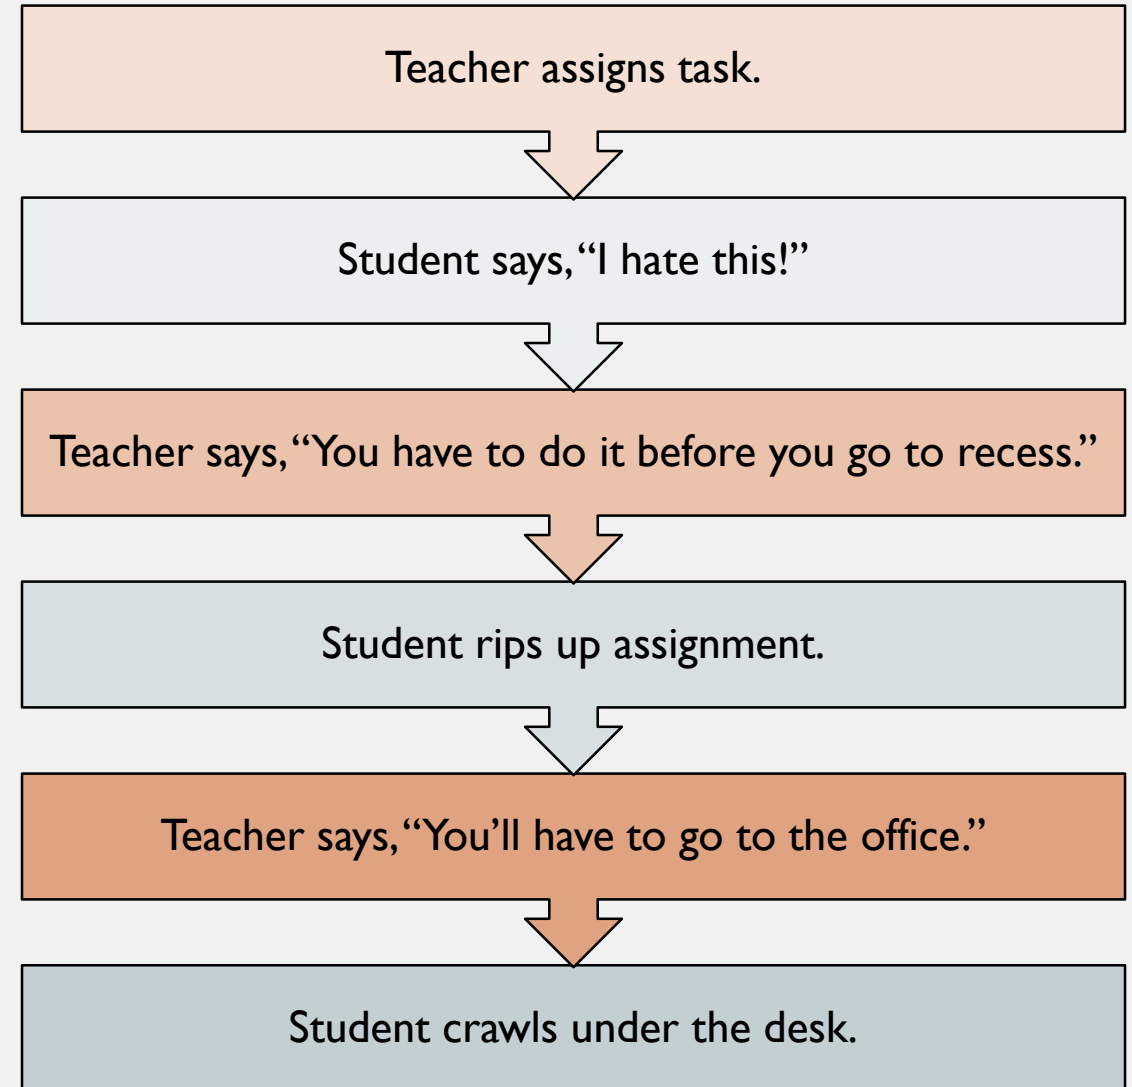 Teacher assigns task.
Student says, “I hate this!”
Teacher says, “You have to do it before you go to recess.”
Student rips up assignment.
Teacher says, “You’ll have to go to the office.”
Student crawls under the desk.